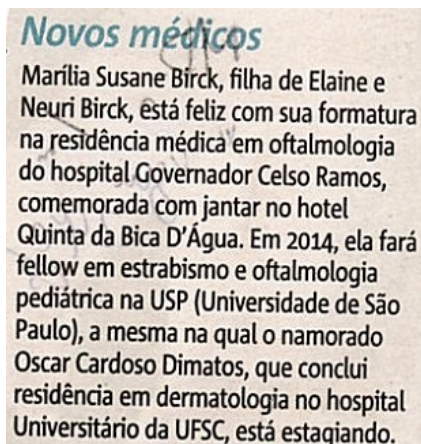 Novos médicos
Marília Susane Birck, filha de Elaine e
Neuri Birck, está feliz com sua formatura
na residência médica em oftalmologia
do hospital Governador Celso Ramos,
comemorada com jantar no hotel
Quinta da Bica D’Água. Em 2014, ela fará
fellow em estrabismo e oftalmologia
pediátrica na USP (Universidade de São
Paulo), a mesma na qual o namorado
Oscar Cardoso Dimatos, que conclui
residência em dermatologia no hospital
Universitário da UFSC, está estagiando.